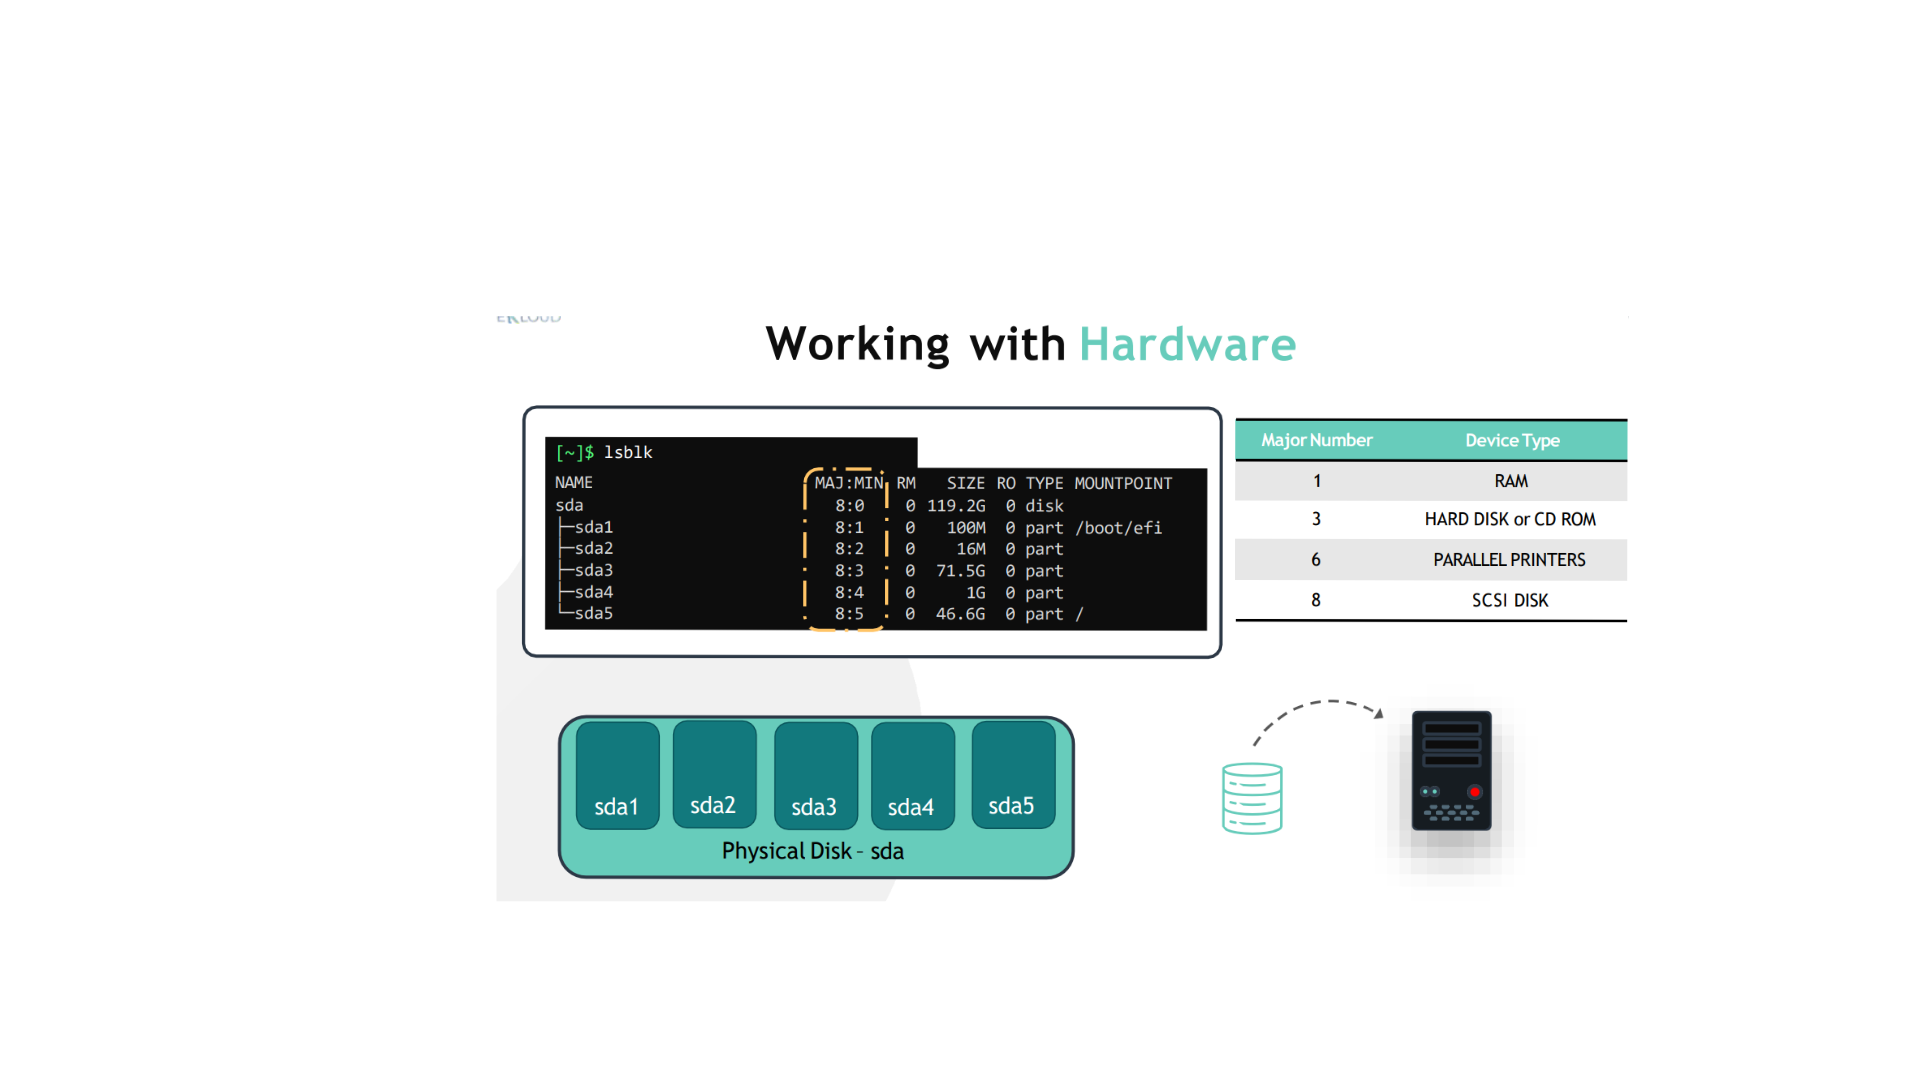 Working with Hardware
[~]$ lsblk
NAME MAJ:MIN RM SIZE RO TYPE MOUNTPOINT
sda 8:0 0 119.2G 0 disk
├─sda1 8:1 0 100M 0 part /boot/efi
├─sda2 8:2 0 16M 0 part
├─sda3 8:3 0 71.5G 0 part
├─sda4 8:4 0 1G 0 part
└─sda5 8:5 0 46.6G 0 part /
Major Number Device Type
1 RAM
3 HARD DISK or CD ROM
6 PARALLEL PRINTERS
8 SCSI DISK
sda1 sda2 sda3 sda4 sda5
Physical Disk – sda